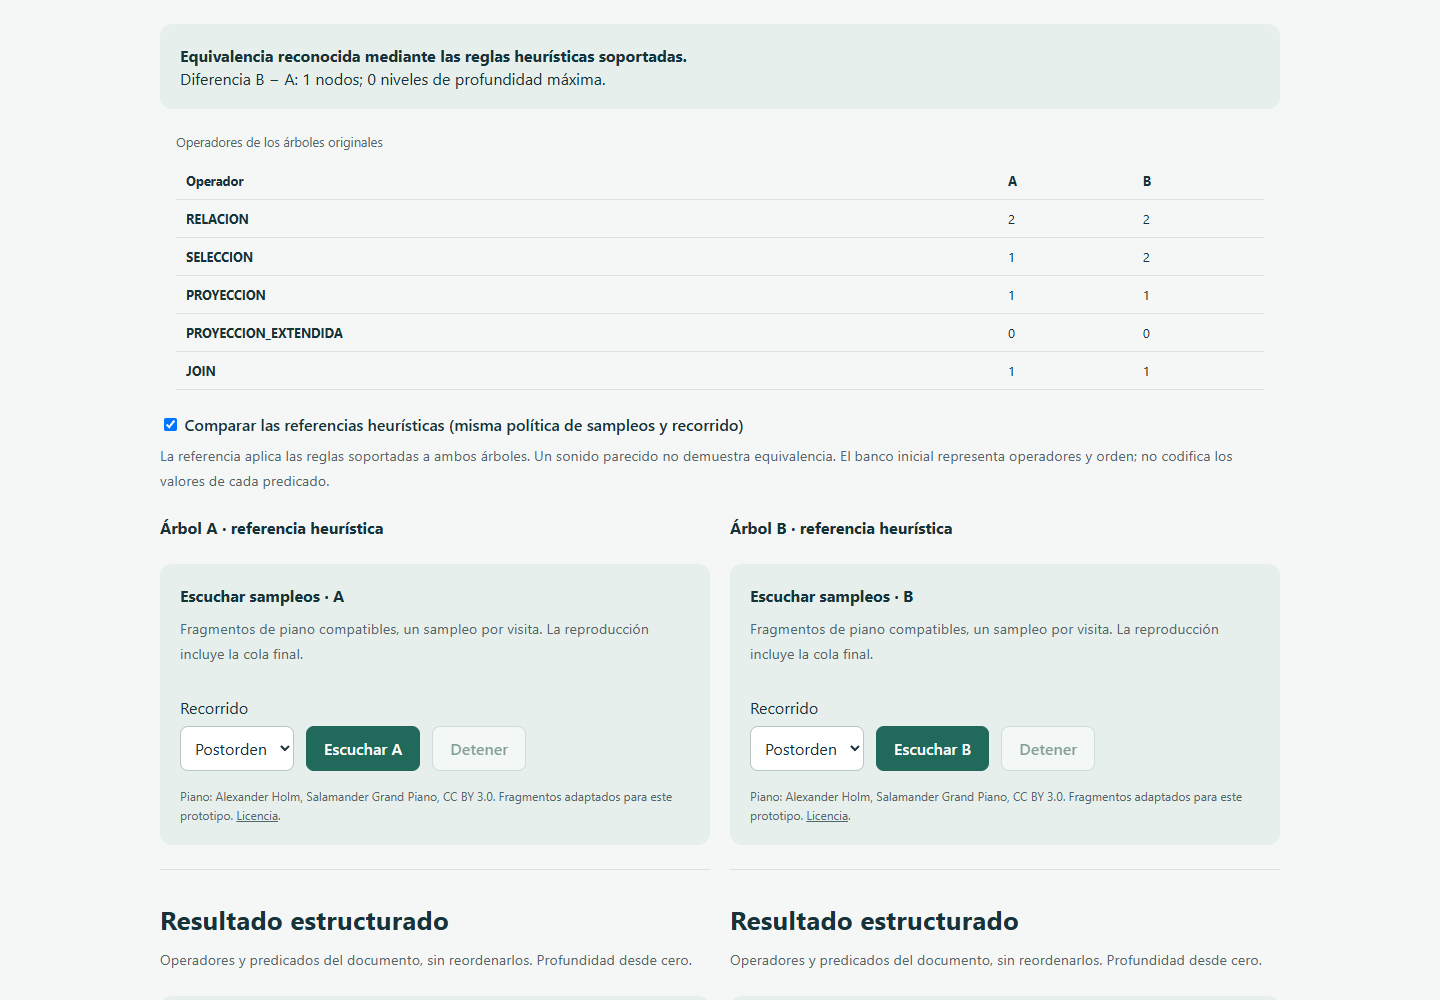 Equivalencia reconocida mediante las reglas heurísticas soportadas.
Diferencia B − A: 1 nodos; 0 niveles de profundidad máxima.
Operadores de los árboles originales
Operador A B
RELACION 2 2
SELECCION 1 2
PROYECCION 1 1
PROYECCION_EXTENDIDA 0 0
JOIN 1 1
Comparar las referencias heurísticas (misma política de sampleos y recorrido)
La referencia aplica las reglas soportadas a ambos árboles. Un sonido parecido no demuestra equivalencia. El banco inicial representa operadores y orden; no codifica los
valores de cada predicado.
Árbol A · referencia heurística
Escuchar sampleos · A
Fragmentos de piano compatibles, un sampleo por visita. La reproducción
incluye la cola final.
Recorrido
Postorden Escuchar A Detener
Piano: Alexander Holm, Salamander Grand Piano, CC BY 3.0. Fragmentos adaptados para este
prototipo. Licencia.
Resultado estructurado
Operadores y predicados del documento, sin reordenarlos. Profundidad desde cero.
Árbol B · referencia heurística
Escuchar sampleos · B
Fragmentos de piano compatibles, un sampleo por visita. La reproducción
incluye la cola final.
Recorrido
Postorden Escuchar B Detener
Piano: Alexander Holm, Salamander Grand Piano, CC BY 3.0. Fragmentos adaptados para este
prototipo. Licencia.
Resultado estructurado
Operadores y predicados del documento, sin reordenarlos. Profundidad desde cero.